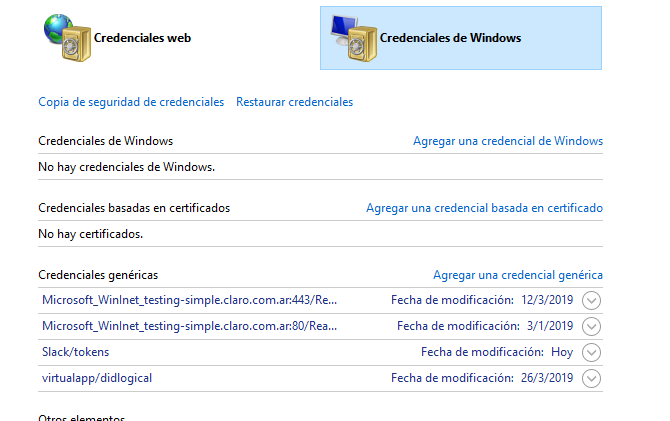 Credenciales web
Credenciales de Windows
Copia de seguridad de credenciales Restaurar credenciales
Credenciales de Windows Agregar una credencial de Windows
No hay credenciales de Windows.
Credenciales basadas en certificados Agregar una credencial basada en certificado
No hay certificados.
Credenciales genéricas Agregar una credencial genérica
Microsoft_WinInet_testing-simple.claro.com.ar:443/Re... Fecha de modificación: 12/3/2019
Microsoft_WinInet_testing-simple.claro.com.ar:80/Rea... Fecha de modificación: 3/1/2019
Slack/tokens Fecha de modificación: Hoy
virtualapp/didlogical Fecha de modificación: 26/3/2019
Otros elementos